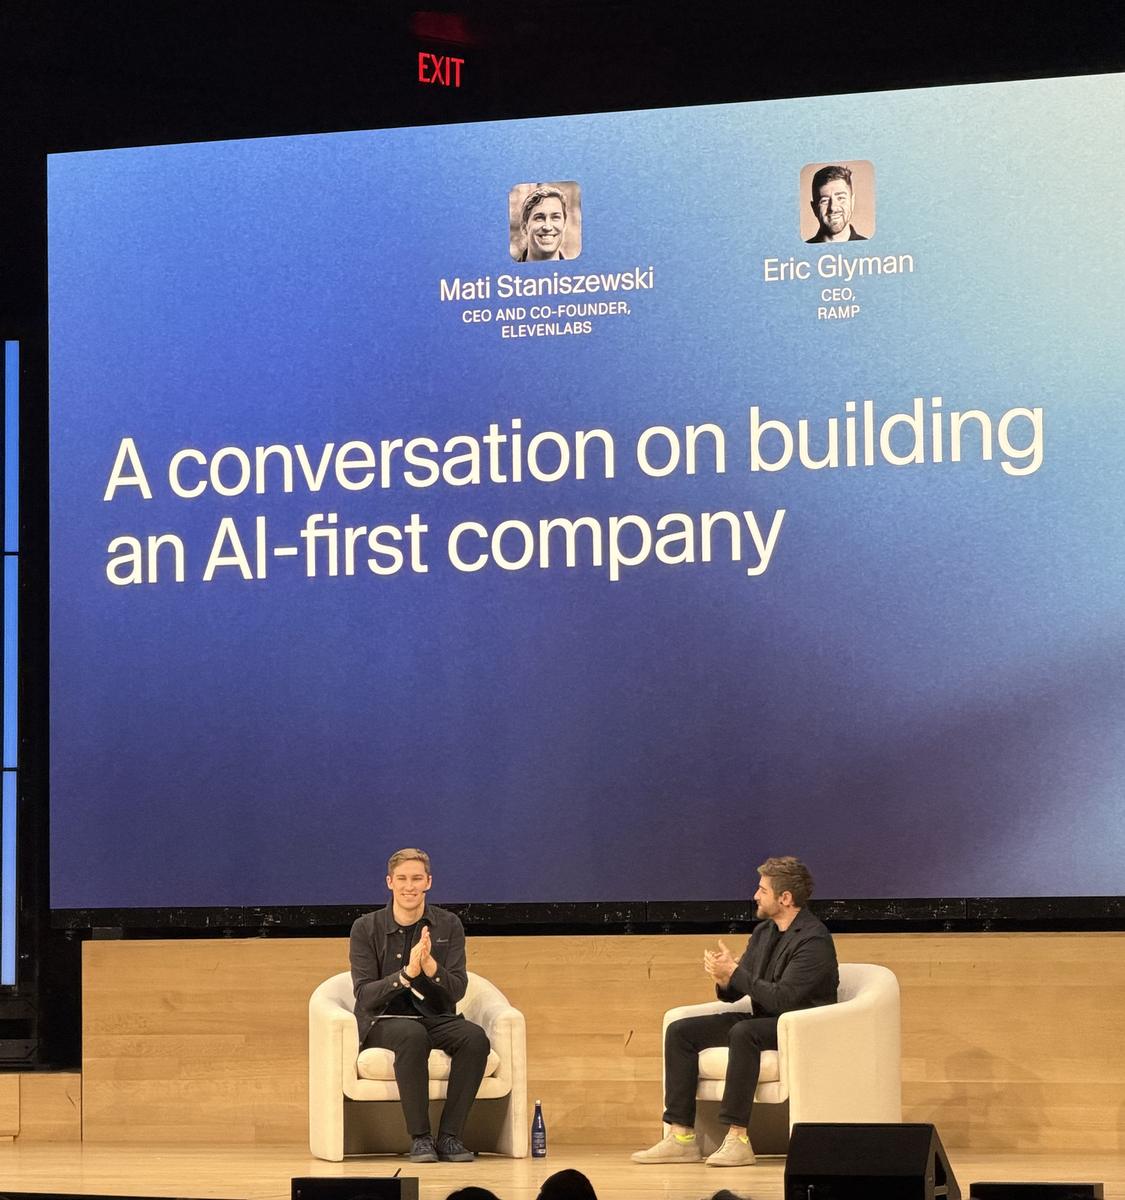 EXIT
Mati Staniszewski
CEO AND CO-FOUNDER,
ELEVENLABS
Eric Glyman
CEO,
RAMP
A conversation on building
an AI-first company